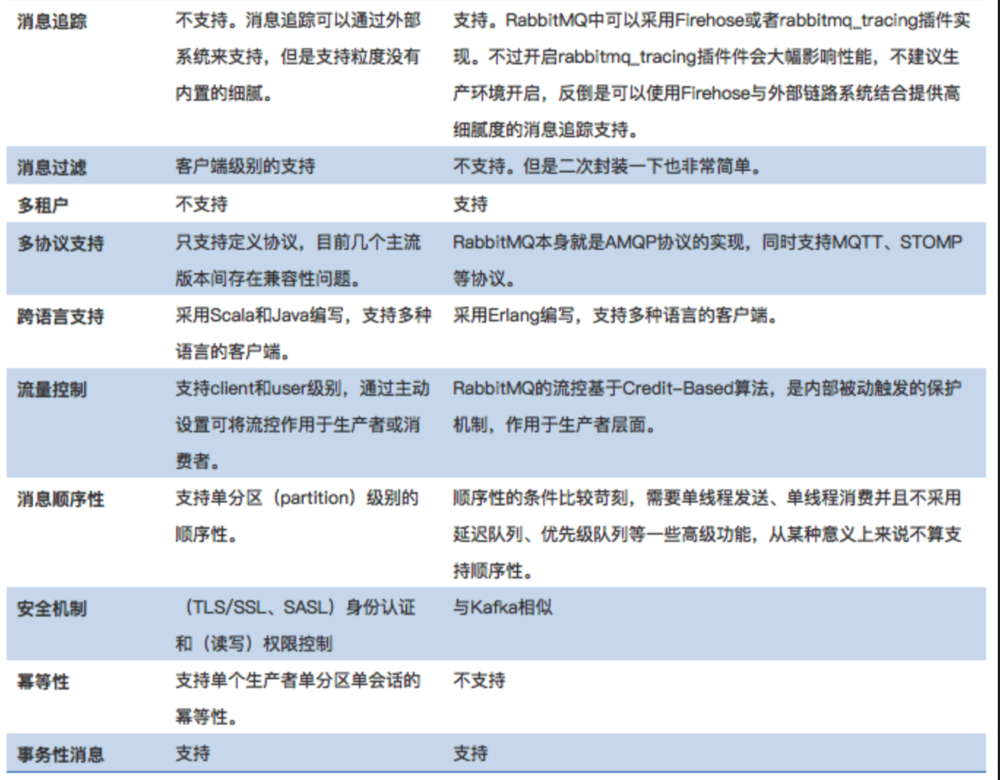 消息追踪
不支持。消息追踪可以通过外部
系统来支持，但是支持粒度没有
内置的细腻。
支持。RabbitMQ中可以采用Firehose或者rabbitmq_tracing插件实
现。不过开启rabbitmq_tracing插件件会大幅影响性能，不建议生
产环境开启，反倒是可以使用Firehose与外部链路系统结合提供高
细腻度的消息追踪支持。
消息过滤
客户端级别的支持
不支持。但是二次封装一下也非常简单。
多租户
不支持
支持
多协议支持
只支持定义协议，目前几个主流
版本间存在兼容性问题。
RabbitMQ本身就是AMQP协议的实现，同时支持MQTT、STOMP
等协议。
跨语言支持
采用Scala和Java编写，支持多种
语言的客户端。
采用Erlang编写，支持多种语言的客户端。
流量控制
支持client和user级别，通过主动
设置可将流控作用于生产者或消
费者。
RabbitMQ的流控基于Credit-Based算法，是内部被动触发的保护
机制，作用于生产者层面。
消息顺序性
支持单分区（partition）级别的
顺序性。
顺序性的条件比较苛刻，需要单线程发送、单线程消费并且不采用
延迟队列、优先级队列等一些高级功能，从某种意义上来说不算支
持顺序性。
安全机制
（TLS/SSL、SASL）身份认证
和（读写）权限控制
与Kafka相似
幂等性
支持单个生产者单分区单会话的
幂等性。
不支持
事务性消息
支持
支持